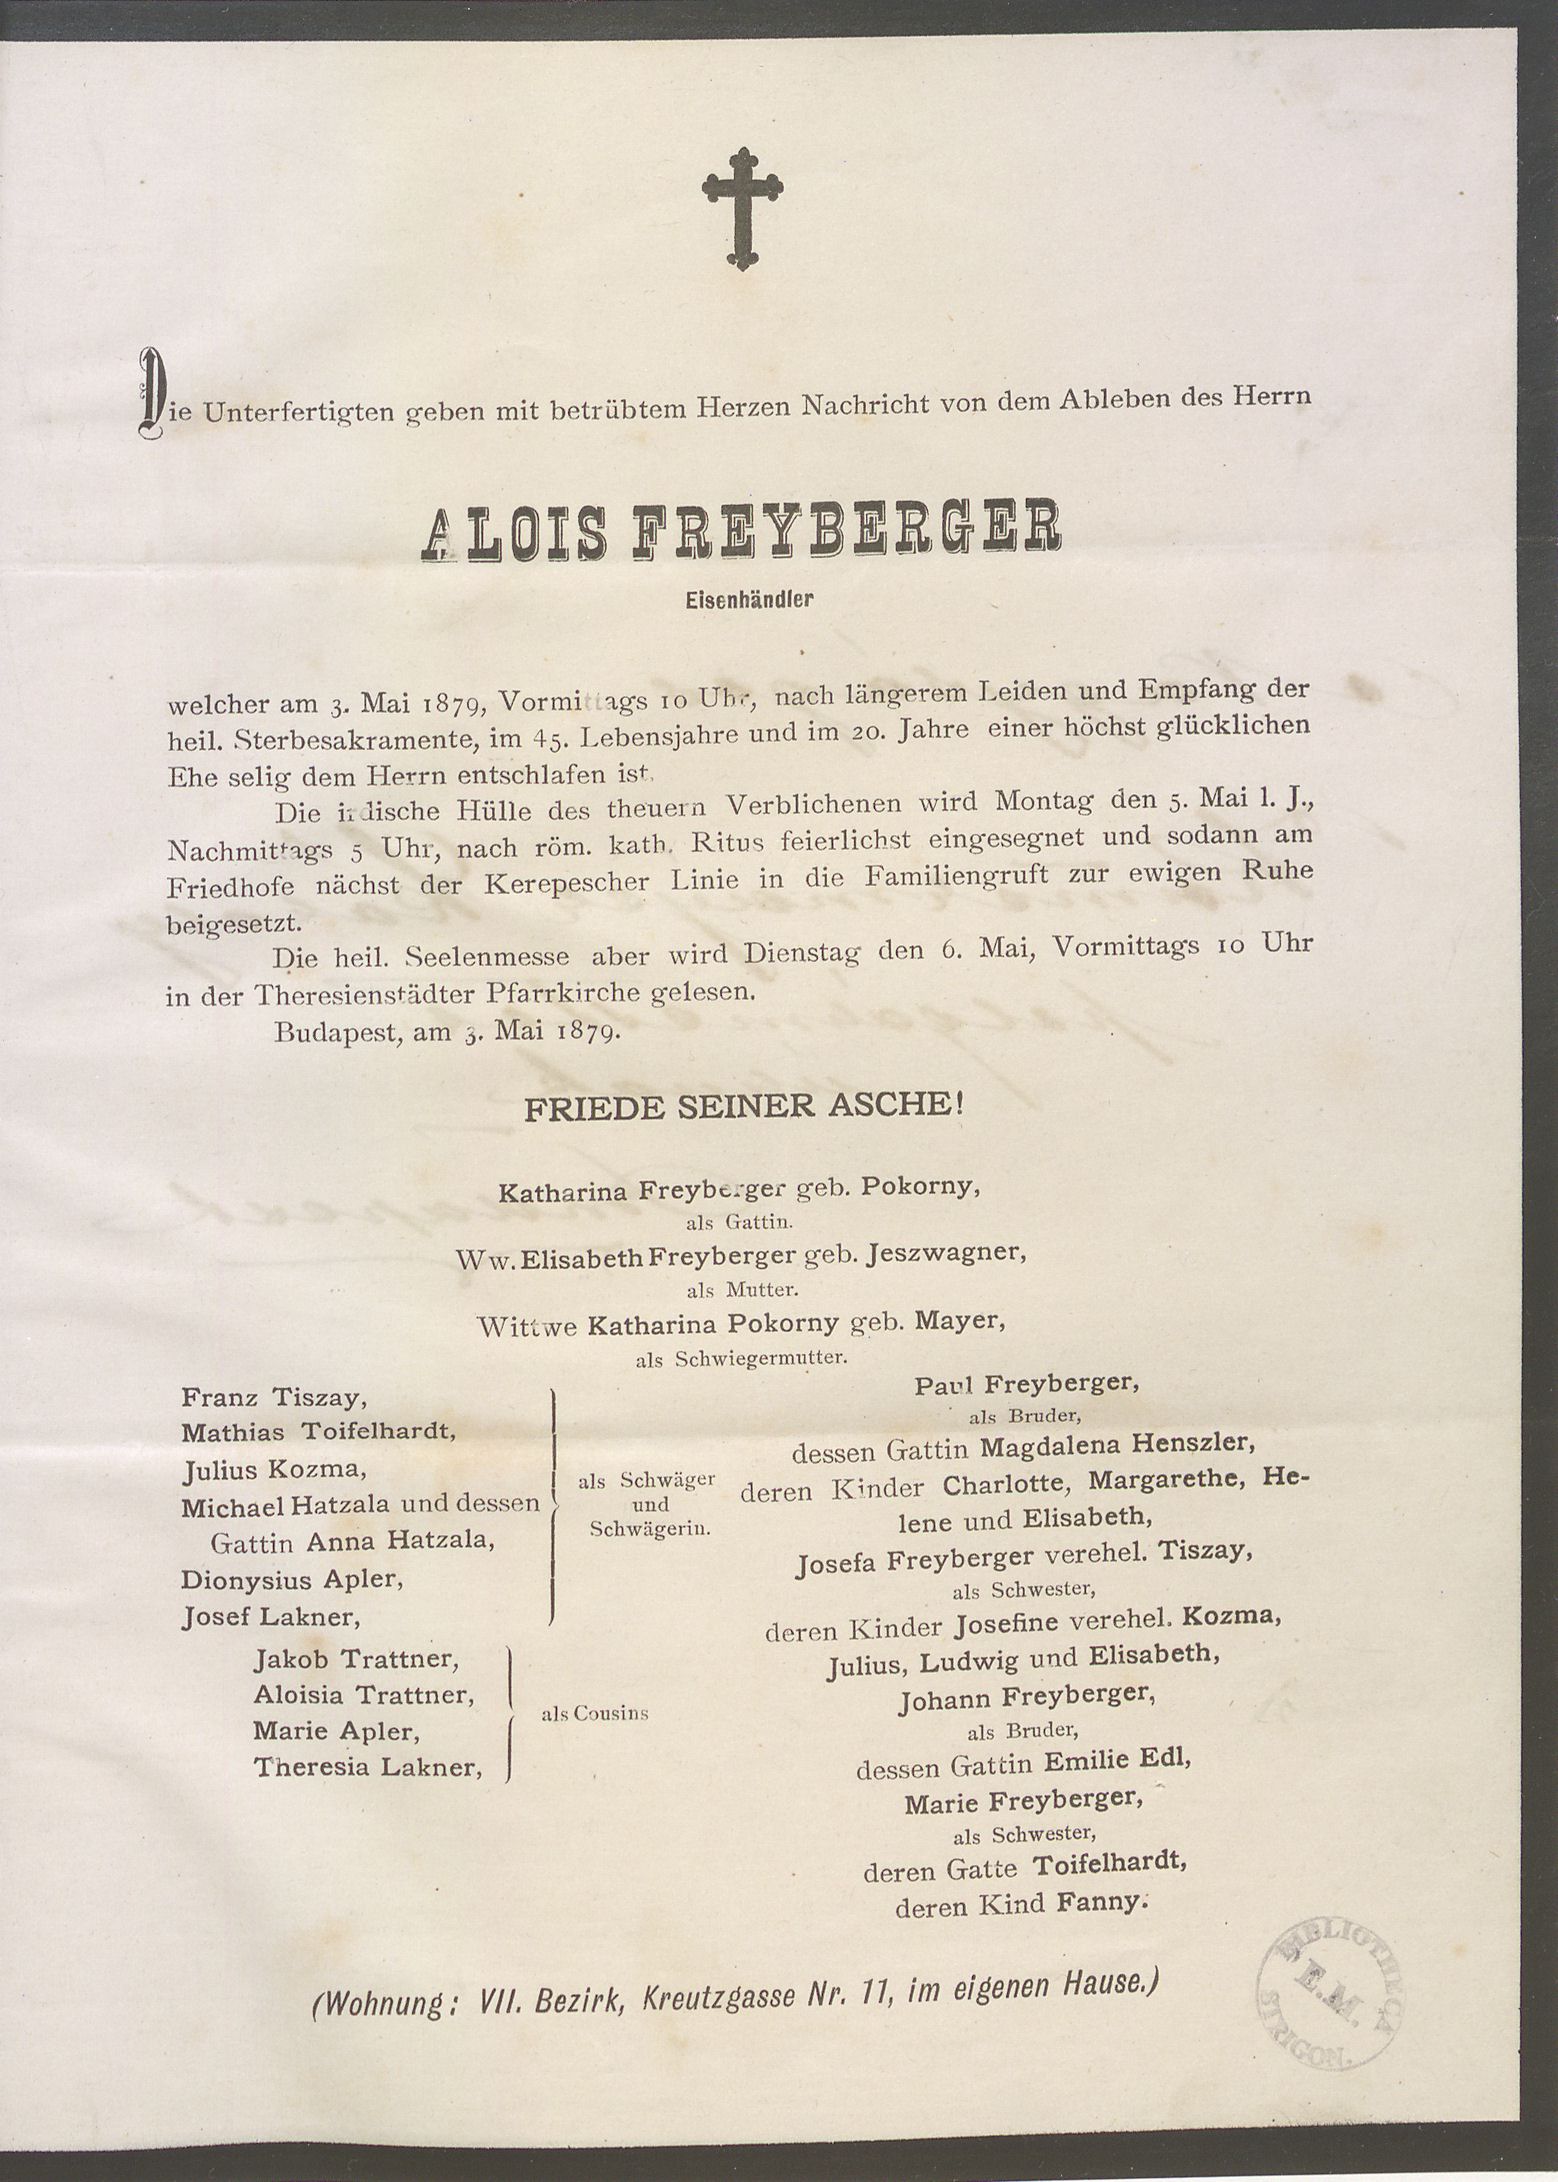 Die Unterfertigten geben mit betrübtem Herzen Nachricht von dem Ableben des Herrn
ALOIS FREYBERGER
Eisenhändler
welcher am 3. Mai 1879, Vormittags 10 Uhr, nach längerem Leiden und Empfang der
heil. Sterbesakramente, im 45. Lebensjahre und im 20. Jahre einer höchst glücklichen
Ehe selig dem Herrn entschlafen ist.
Die irdische Hülle des theuern Verblichenen wird Montag den 5. Mai l. J.,
Nachmittags 5 Uhr, nach röm. kath. Ritus feierlichst eingesegnet und sodann am
Friedhofe nächst der Kerepescher Linie in die Familiengruft zur ewigen Ruhe
beigesetzt.
Die heil. Seelenmesse aber wird Dienstag den 6. Mai, Vormittags 10 Uhr
in der Theresienstädter Pfarrkirche gelesen.
Budapest, am 3. Mai 1879.
FRIEDE SEINER ASCHE!
Katharina Freyberger geb. Pokorny,
als Gattin.
Ww. Elisabeth Freyberger geb. Jeszwagner,
als Mutter.
Wittwe Katharina Pokorny geb. Mayer,
als Schwiegermutter.
Franz Tiszay,
Mathias Toifelhardt,
Julius Kozma,
Michael Hatzala und dessen
Gattin Anna Hatzala,
Dionysius Apler,
Josef Lakner,
als Schwäger
und
Schwägerin.
Jakob Trattner,
Aloisia Trattner,
Marie Apler,
Theresia Lakner,
als Cousins
Paul Freyberger,
als Bruder,
dessen Gattin Magdalena Henszler,
deren Kinder Charlotte, Margarethe, He-
lene und Elisabeth,
Josefa Freyberger verehel. Tiszay,
als Schwester,
deren Kinder Josefine verehel. Kozma,
Julius, Ludwig und Elisabeth,
Johann Freyberger,
als Bruder,
dessen Gattin Emilie Edl,
Marie Freyberger,
als Schwester,
deren Gatte Toifelhardt,
deren Kind Fanny.
(Wohnung: VII. Bezirk, Kreutzgasse Nr. 11, im eigenen Hause.)
BIBLIOTHECA
E.M.
STRIGON.